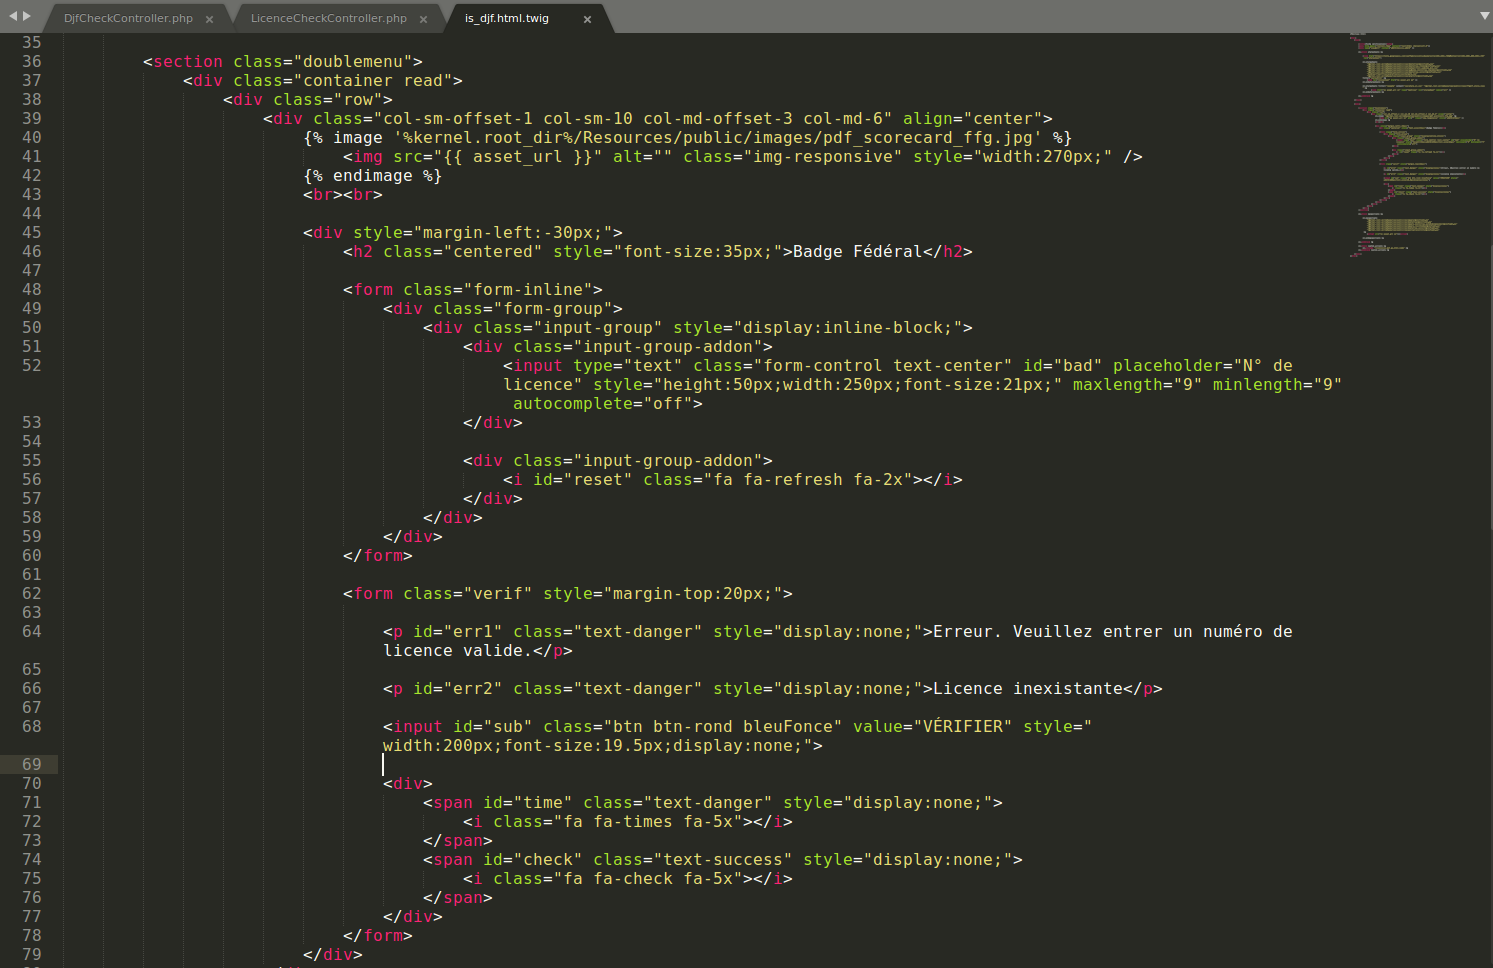 DjfCheckController.php × LicenceCheckController.php × is_djf.html.twig ×
35
36 <section class="doublemenu">
37 <div class="container read">
38 <div class="row">
39 <div class="col-sm-offset-1 col-sm-10 col-md-offset-3 col-md-6" align="center">
40 {% image '%kernel.root_dir%/Resources/public/images/pdf_scorecard_ffg.jpg' %}
41 <img src="{{ asset_url }}" alt="" class="img-responsive" style="width:270px;" />
42 {% endimage %}
43 <br><br>
44
45 <div style="margin-left:-30px;">
46 <h2 class="centered" style="font-size:35px;">Badge Fédéral</h2>
47
48 <form class="form-inline">
49 <div class="form-group">
50 <div class="input-group" style="display:inline-block;">
51 <div class="input-group-addon">
52 <input type="text" class="form-control text-center" id="bad" placeholder="N° de
licence" style="height:50px;width:250px;font-size:21px;" maxlength="9" minlength="9"
autocomplete="off">
53 </div>
54
55 <div class="input-group-addon">
56 <i id="reset" class="fa fa-refresh fa-2x"></i>
57 </div>
58 </div>
59 </div>
60 </form>
61
62 <form class="verif" style="margin-top:20px;">
63
64 <p id="err1" class="text-danger" style="display:none;">Erreur. Veuillez entrer un numéro de
licence valide.</p>
65
66 <p id="err2" class="text-danger" style="display:none;">Licence inexistante</p>
67
68 <input id="sub" class="btn btn-rond bleuFonce" value="VÉRIFIER" style="
width:200px;font-size:19.5px;display:none;">
69
70 <div>
71 <span id="time" class="text-danger" style="display:none;">
72 <i class="fa fa-times fa-5x"></i>
73 </span>
74 <span id="check" class="text-success" style="display:none;">
75 <i class="fa fa-check fa-5x"></i>
76 </span>
77 </div>
78 </form>
79 </div>